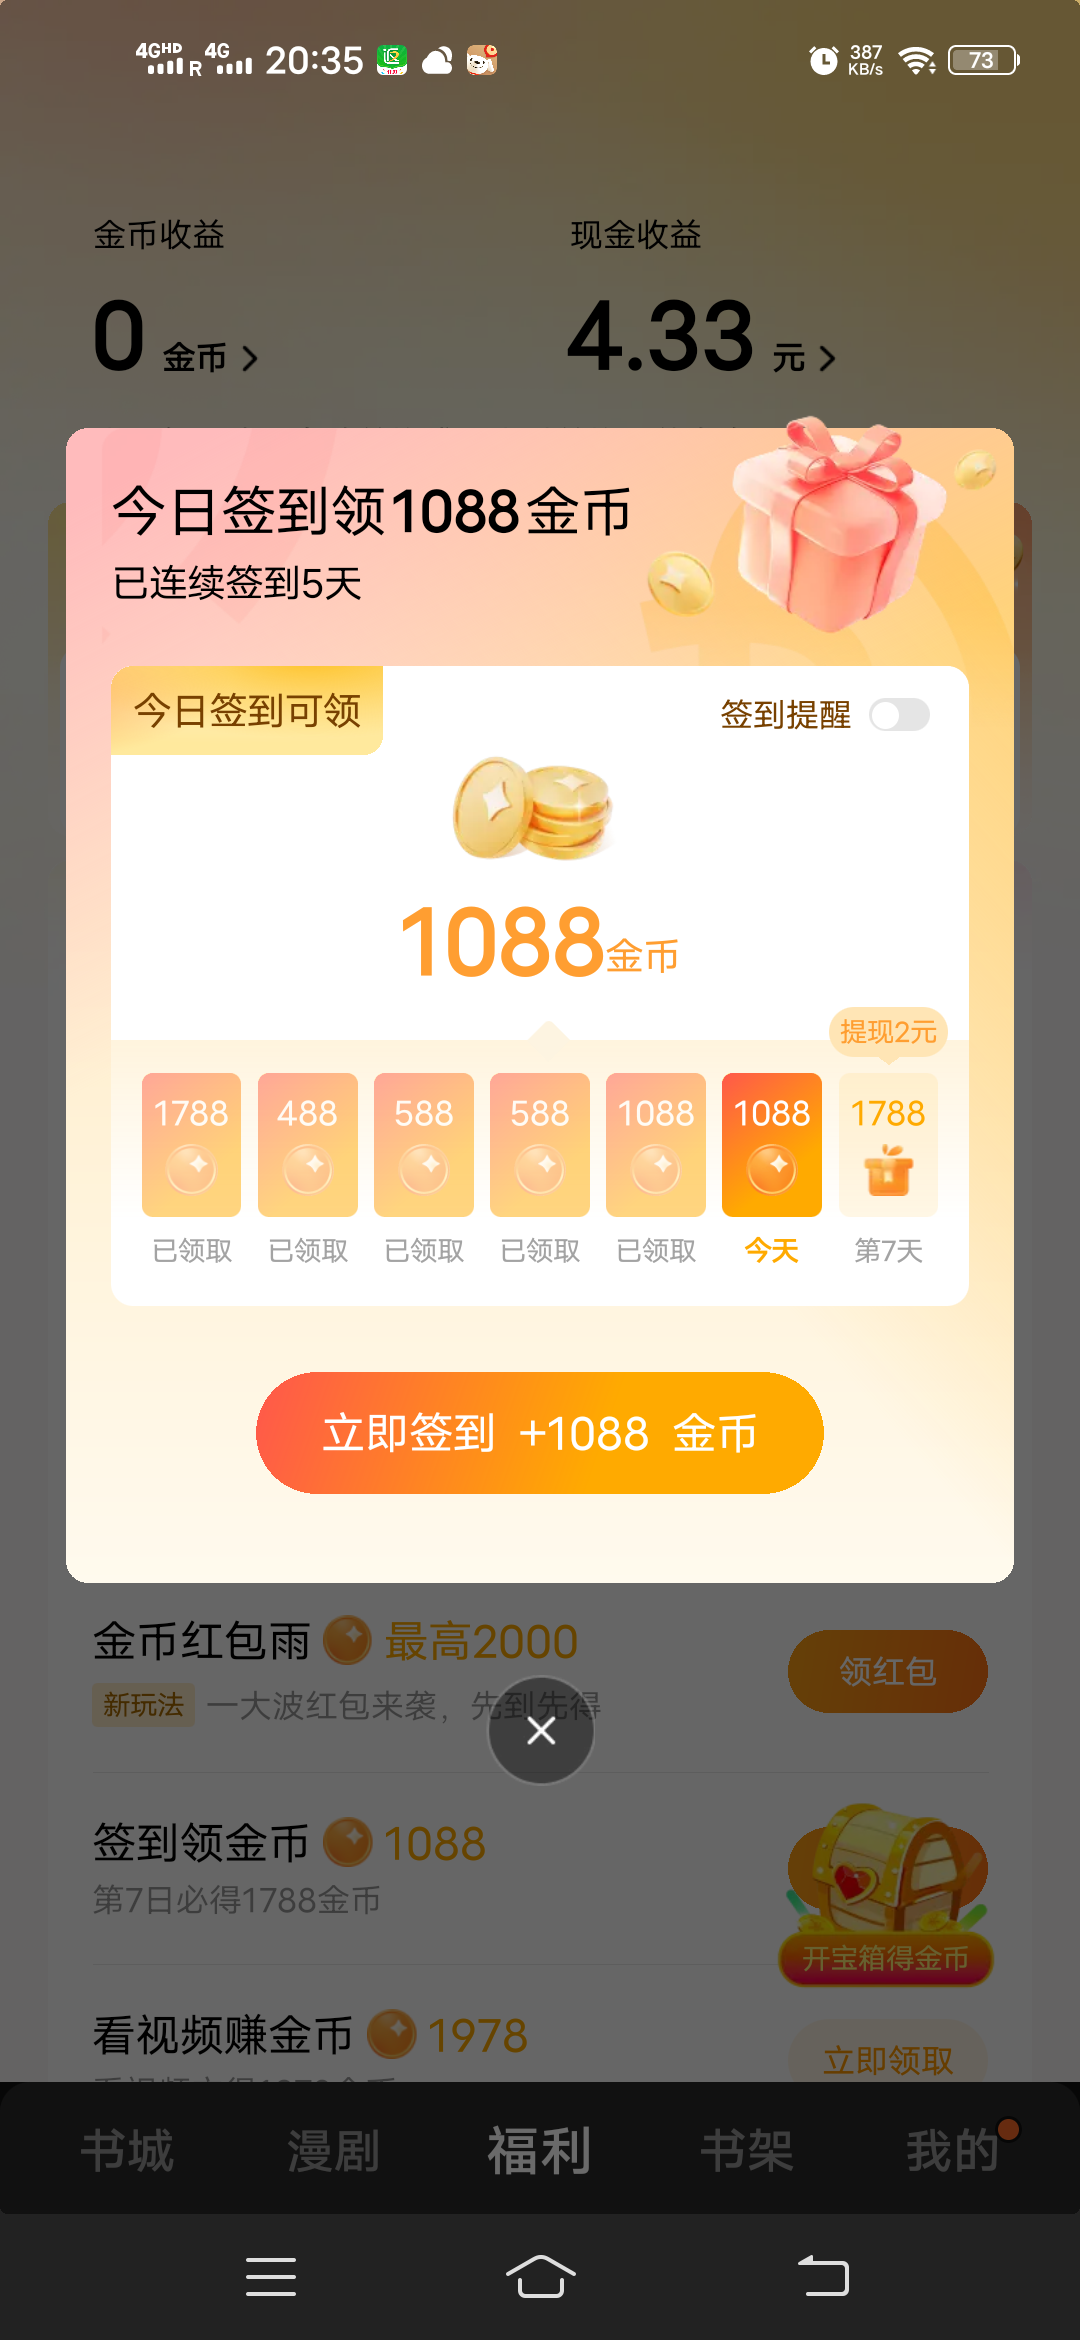 4GHD R 4G 20:35 387 KB/s 73
金币收益 现金收益
0 金币 4.33 元
今日签到领1088金币
已连续签到5天
今日签到可领 签到提醒
1088金币
提现2元
1788 488 588 588 1088 1088 1788
已领取 已领取 已领取 已领取 已领取 今天 第7天
立即签到 +1088 金币
金币红包雨 最高2000 领红包
新玩法 一大波红包来袭，先到先得
签到领金币 1088
第7日必得1788金币
开宝箱得金币
看视频赚金币 1978 立即领取
书城 漫剧 福利 书架 我的